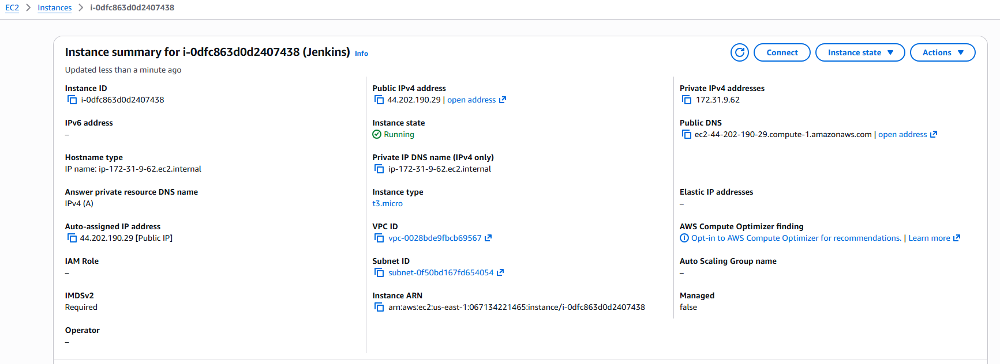 EC2 > Instances > i-0dfc863d0d2407438
Instance summary for i-0dfc863d0d2407438 (Jenkins) Info
Connect
Instance state
Actions
Updated less than a minute ago
Instance ID
i-0dfc863d0d2407438
Public IPv4 address
44.202.190.29 | open address
Private IPv4 addresses
172.31.9.62
IPv6 address
–
Instance state
Running
Public DNS
ec2-44-202-190-29.compute-1.amazonaws.com | open address
Hostname type
IP name: ip-172-31-9-62.ec2.internal
Private IP DNS name (IPv4 only)
ip-172-31-9-62.ec2.internal
Answer private resource DNS name
IPv4 (A)
Instance type
t3.micro
Elastic IP addresses
–
Auto-assigned IP address
44.202.190.29 [Public IP]
VPC ID
vpc-0028bde9fbcb69567
AWS Compute Optimizer finding
Opt-in to AWS Compute Optimizer for recommendations. | Learn more
IAM Role
–
Subnet ID
subnet-0f50bd167fd654054
Auto Scaling Group name
–
IMDSv2
Required
Instance ARN
arn:aws:ec2:us-east-1:067134221465:instance/i-0dfc863d0d2407438
Managed
false
Operator
–